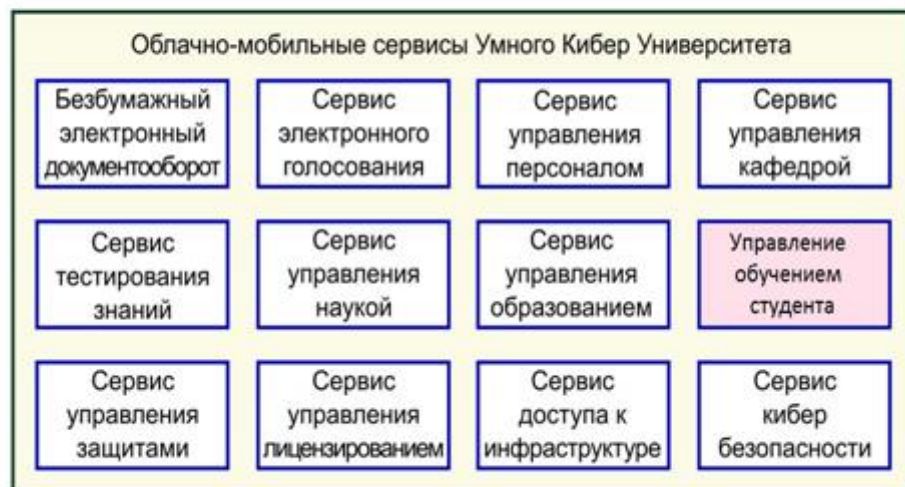 Облачно-мобильные сервисы Умного Кибер Университета
Безбумажный
электронный
документооборот
Сервис
электронного
голосования
Сервис
управления
персоналом
Сервис
управления
кафедрой
Сервис
тестирования
знаний
Сервис
управления
наукой
Сервис
управления
образованием
Управление
обучением
студента
Сервис
управления
защитами
Сервис
управления
лицензированием
Сервис
доступа к
инфраструктуре
Сервис
кибер
безопасности